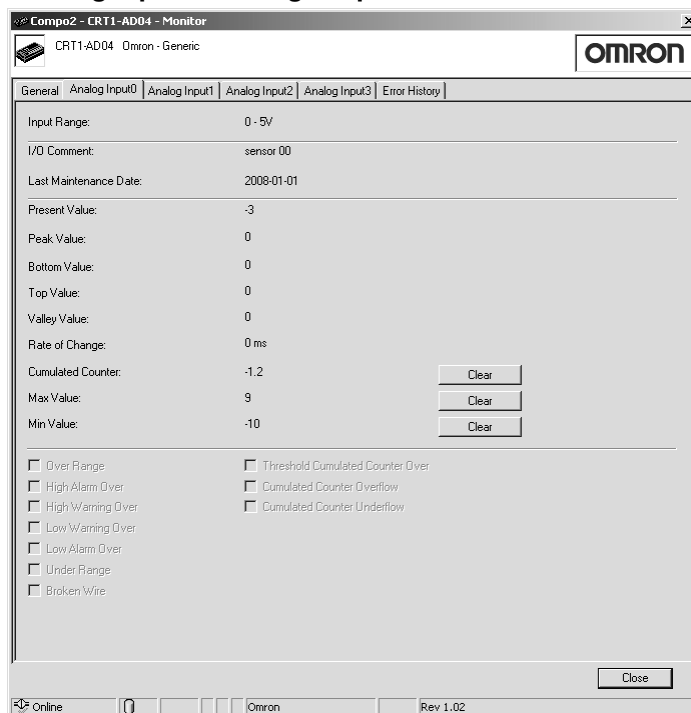 Compo2 - CRT1-AD04 - Monitor
CRT1-AD04 Omron - Generic
OMRON
General Analog Input0 Analog Input1 Analog Input2 Analog Input3 Error History
Input Range: 0 - 5V
I/O Comment: sensor 00
Last Maintenance Date: 2008-01-01
Present Value: -3
Peak Value: 0
Bottom Value: 0
Top Value: 0
Valley Value: 0
Rate of Change: 0 ms
Cumulated Counter: -1.2 Clear
Max Value: 9 Clear
Min Value: -10 Clear
Over Range Threshold Cumulated Counter Over
High Alarm Over Cumulated Counter Overflow
High Warning Over Cumulated Counter Underflow
Low Warning Over
Low Alarm Over
Under Range
Broken Wire
Close
Online Omron Rev 1.02